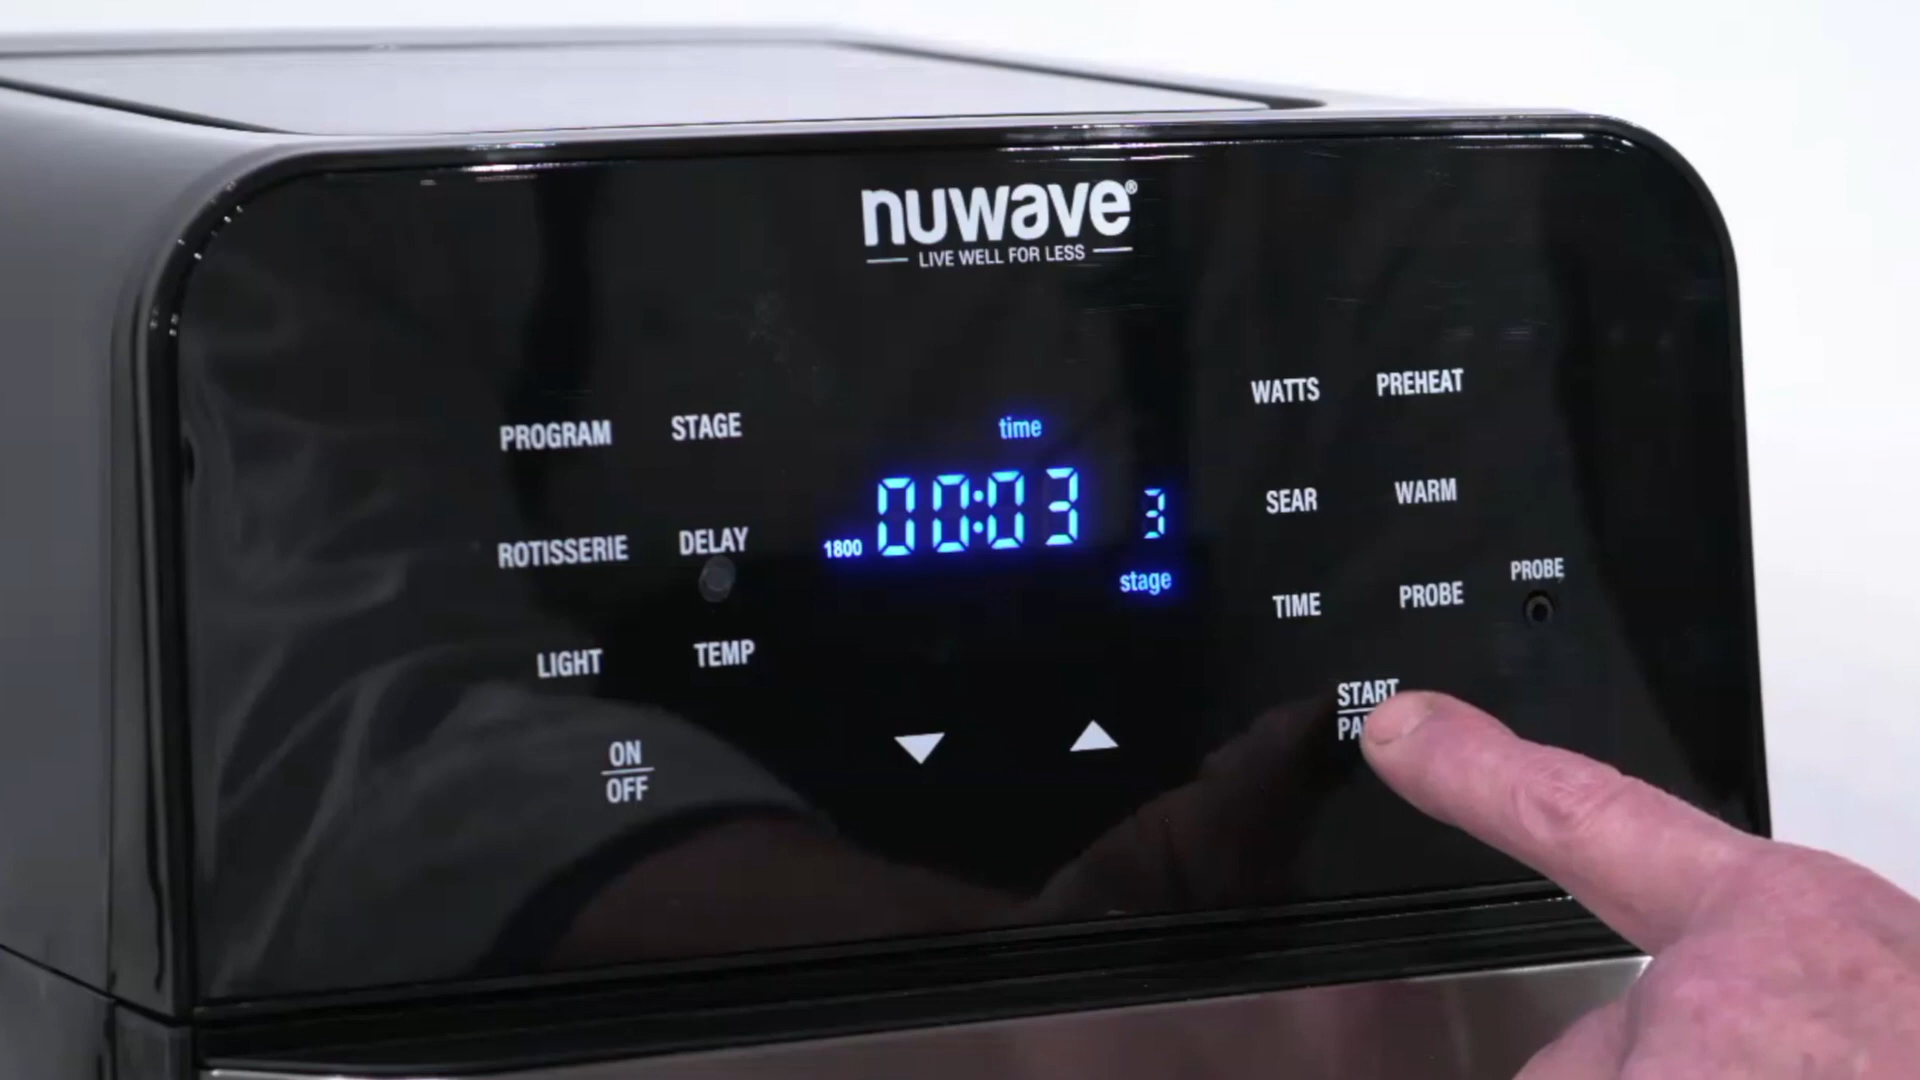 nuwave®
LIVE WELL FOR LESS
PROGRAM
STAGE
ROTISSERIE
DELAY
LIGHT
TEMP
ON
OFF
time
1800
00:03
3
stage
WATTS
PREHEAT
SEAR
WARM
TIME
PROBE
PROBE
START